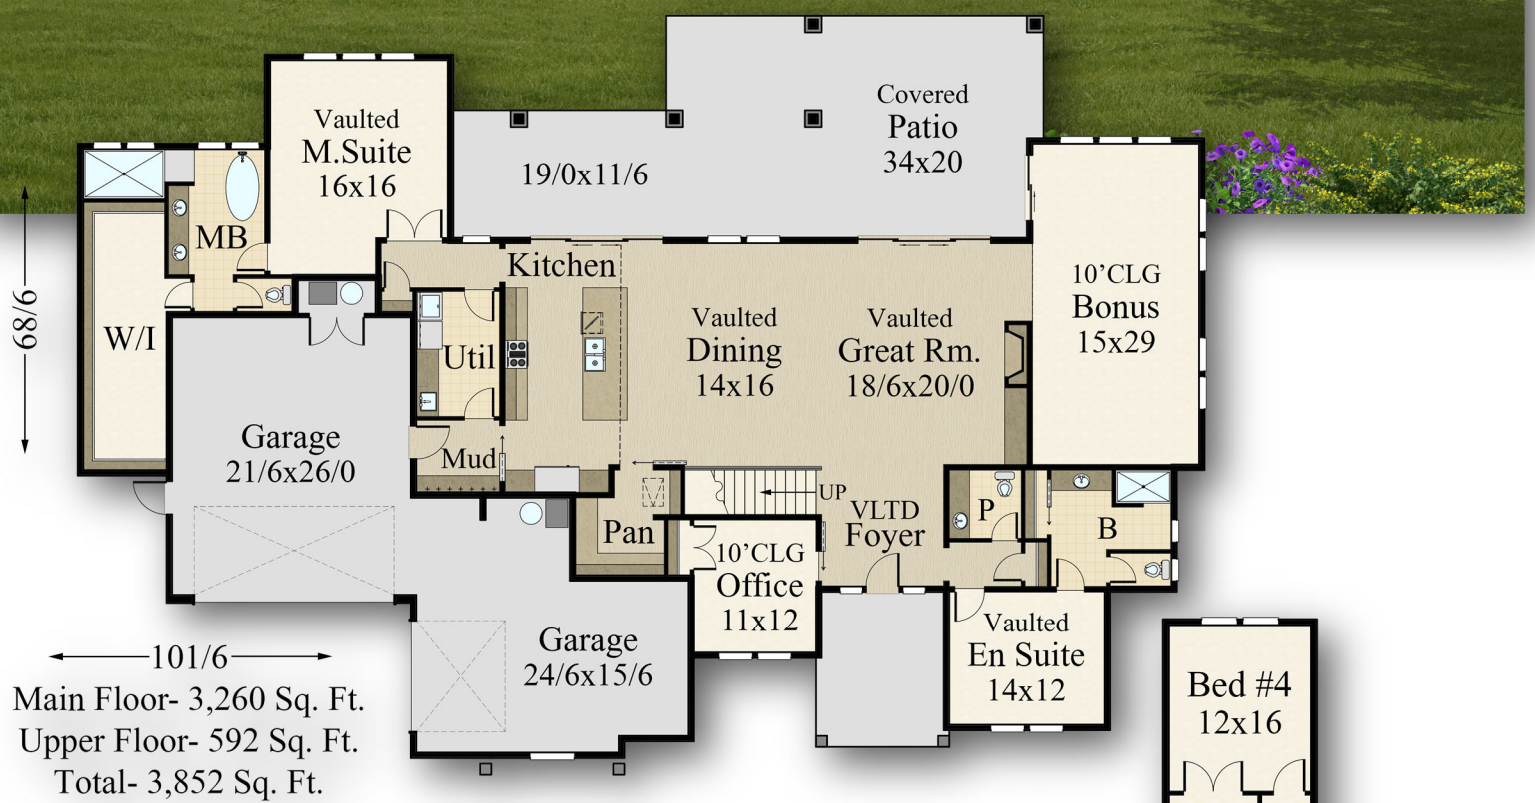 Covered
Patio
34x20
19/0x11/6
Vaulted
M.Suite
16x16
MB
W/I
68/6
Kitchen
Util
Mud
Vaulted
Dining
14x16
Vaulted
Great Rm.
18/6x20/0
10’CLG
Bonus
15x29
Garage
21/6x26/0
UP
Pan
VLTD
Foyer
P
B
10’CLG
Office
11x12
Garage
24/6x15/6
Vaulted
En Suite
14x12
Bed #4
12x16
101/6
Main Floor- 3,260 Sq. Ft.
Upper Floor- 592 Sq. Ft.
Total- 3,852 Sq. Ft.